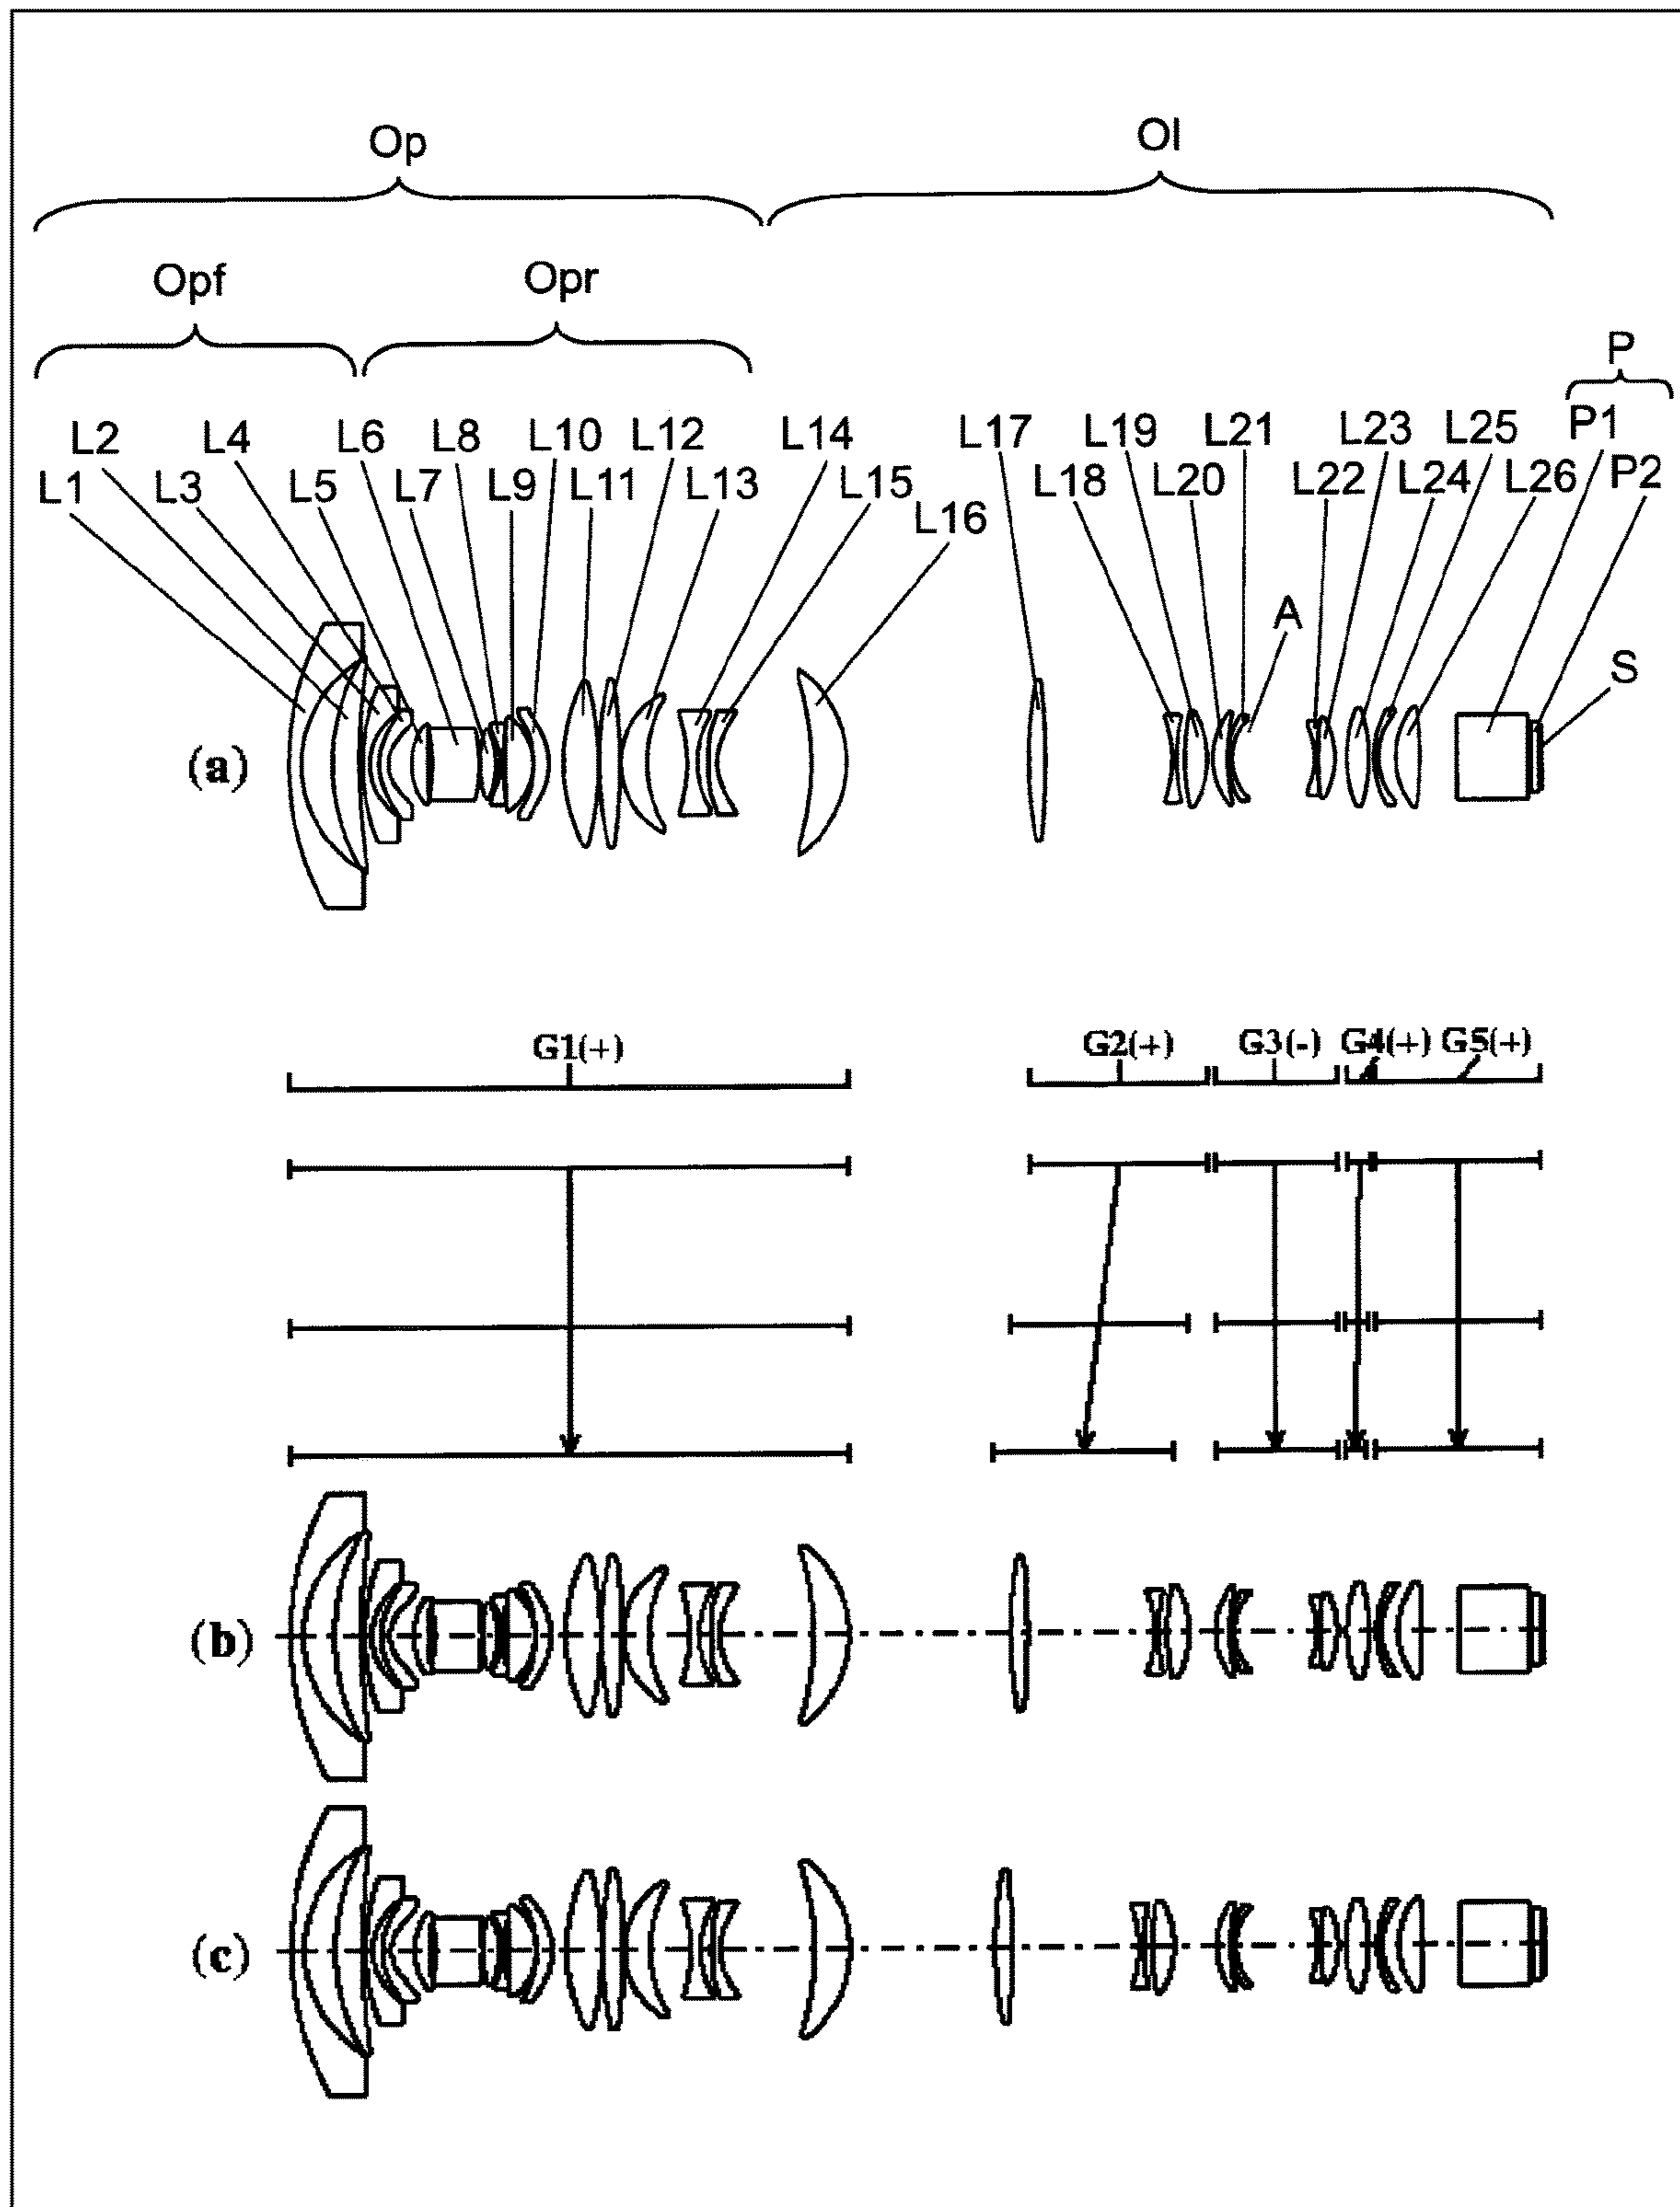 Op Ol
Opf Opr
P
L2 L4 L6 L8 L10 L12 L14 L17 L19 L21 L23 L25 P1
L1 L3 L5 L7 L9 L11 L13 L15 L18 L20 L22 L24 L26 P2
L16
A
S
(a)
G1(+) G2(+) G3(-) G4(+) G5(+)
(b)
(c)